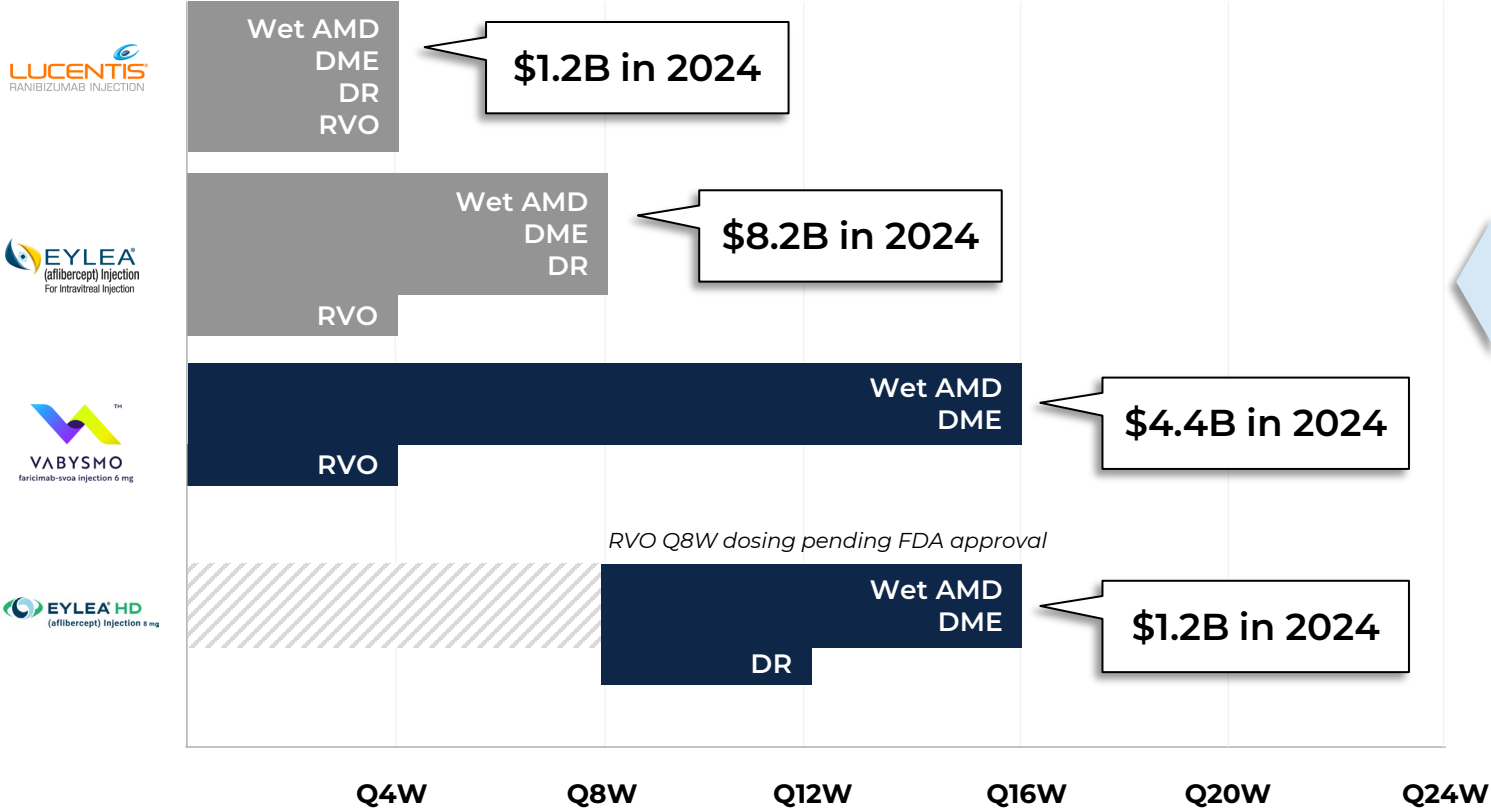 LUCENTIS®
RANIBIZUMAB INJECTION
Wet AMD
DME
DR
RVO
$1.2B in 2024
EYLEA®
(aflibercept) Injection
For Intravitreal Injection
Wet AMD
DME
DR
RVO
$8.2B in 2024
VABYSMO™
faricimab-svoa injection 6 mg
Wet AMD
DME
RVO
$4.4B in 2024
RVO Q8W dosing pending FDA approval
EYLEA® HD
(aflibercept) Injection 8 mg
Wet AMD
DME
DR
$1.2B in 2024
Q4W Q8W Q12W Q16W Q20W Q24W